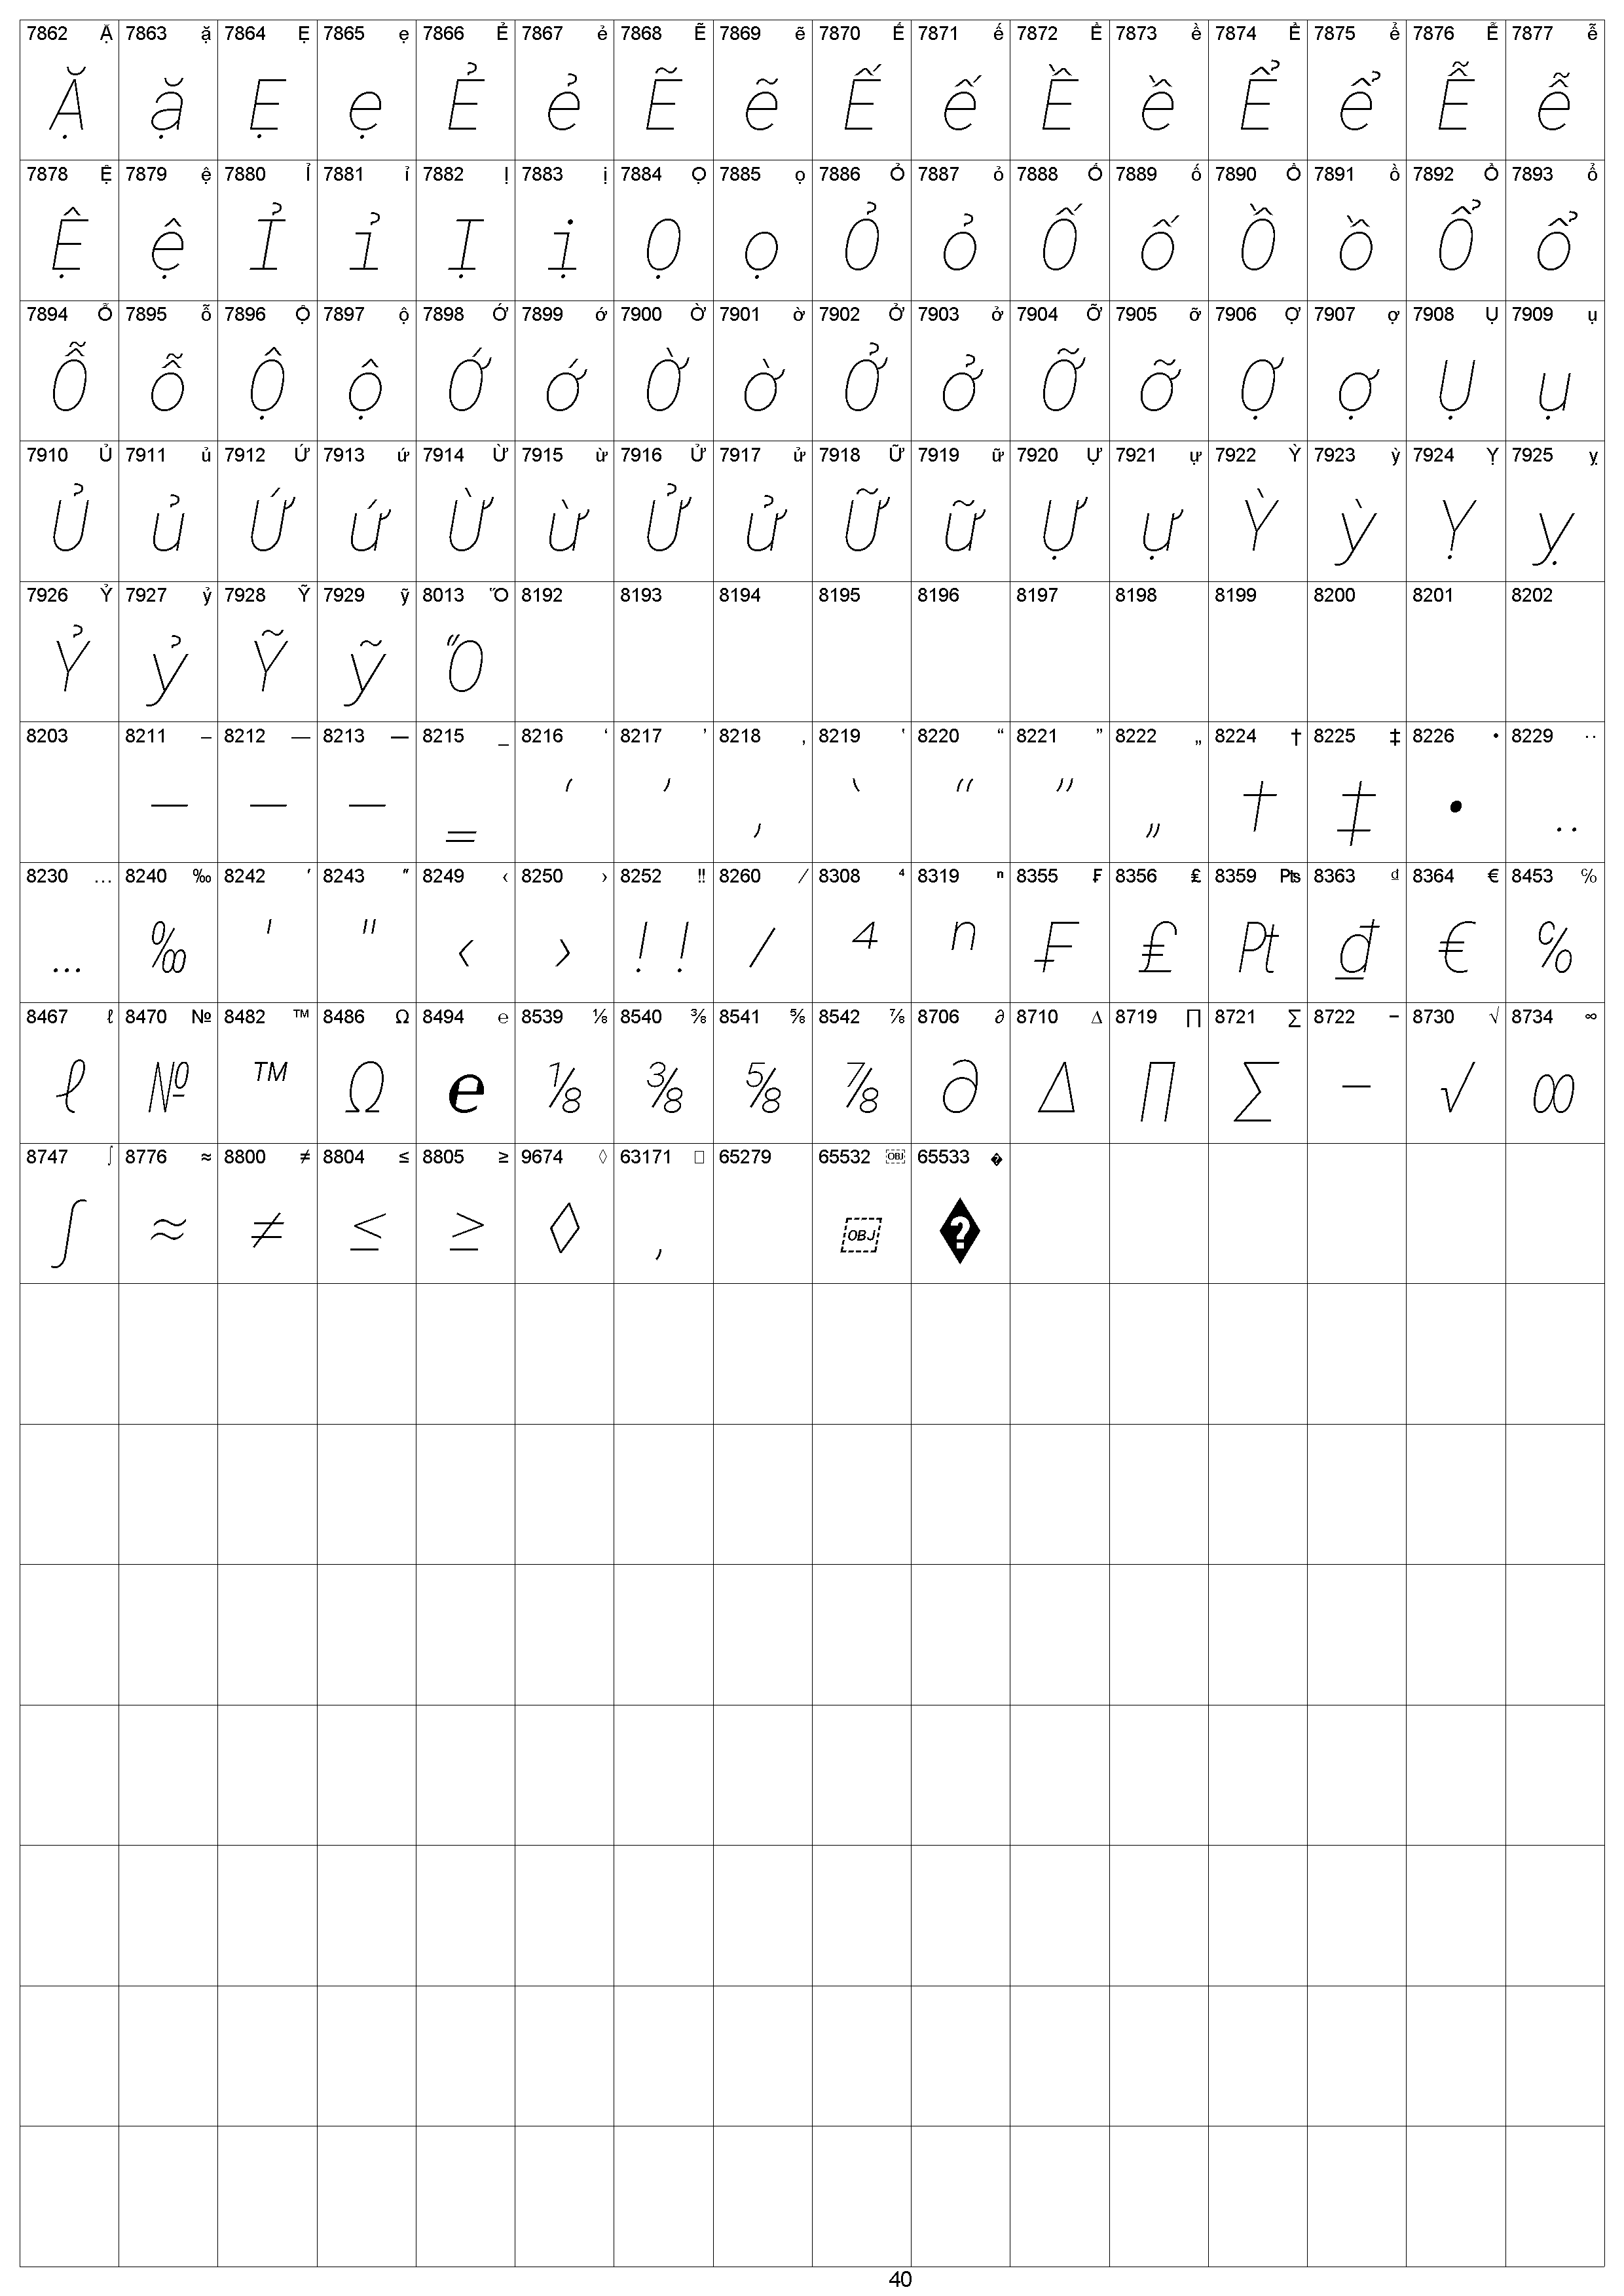 7862 Ặ 7863 ặ 7864 Ẹ 7865 ẹ 7866 Ẻ 7867 ẻ 7868 Ẽ 7869 ẽ 7870 Ế 7871 ế 7872 Ề 7873 ề 7874 Ể 7875 ể 7876 Ễ 7877 ễ
Ặ ặ Ẹ ẹ Ẻ ẻ Ẽ ẽ Ế ế Ề ề Ể ể Ễ ễ
7878 Ệ 7879 ệ 7880 Ỉ 7881 ỉ 7882 Ị 7883 ị 7884 Ọ 7885 ọ 7886 Ỏ 7887 ỏ 7888 Ố 7889 ố 7890 Ồ 7891 ồ 7892 Ổ 7893 ổ
Ệ ệ Ỉ ỉ Ị ị Ọ ọ Ỏ ỏ Ố ố Ồ ồ Ổ ổ
7894 Ỗ 7895 ỗ 7896 Ộ 7897 ộ 7898 Ớ 7899 ớ 7900 Ờ 7901 ờ 7902 Ở 7903 ở 7904 Ỡ 7905 ỡ 7906 Ợ 7907 ợ 7908 Ụ 7909 ụ
Ỗ ỗ Ộ ộ Ớ ớ Ờ ờ Ở ở Ỡ ỡ Ợ ợ Ụ ụ
7910 Ủ 7911 ủ 7912 Ứ 7913 ứ 7914 Ừ 7915 ừ 7916 Ử 7917 ử 7918 Ữ 7919 ữ 7920 Ự 7921 ự 7922 Ỳ 7923 ỳ 7924 Ỵ 7925 ỵ
Ủ ủ Ứ ứ Ừ ừ Ử ử Ữ ữ Ự ự Ỳ ỳ Ỵ ỵ
7926 Ỷ 7927 ỷ 7928 Ỹ 7929 ỹ 8013 Ὅ 8192 8193 8194 8195 8196 8197 8198 8199 8200 8201 8202
Ỷ ỷ Ỹ ỹ Ὅ
8203 8211 – 8212 — 8213 ― 8215 ‗ 8216 ‘ 8217 ’ 8218 ‚ 8219 ‛ 8220 “ 8221 ” 8222 „ 8224 † 8225 ‡ 8226 • 8229 ‥
– — ― ‗ ‘ ’ ‚ ‛ “ ” „ † ‡ • ‥
8230 … 8240 ‰ 8242 ′ 8243 ″ 8249 ‹ 8250 › 8252 ‼ 8260 ⁄ 8308 ⁴ 8319 ⁿ 8355 ₣ 8356 ₤ 8359 ₧ 8363 ₫ 8364 € 8453 ℅
… ‰ ′ ″ ‹ › ‼ ⁄ ⁴ ⁿ ₣ ₤ ₧ ₫ € ℅
8467 ℓ 8470 № 8482 ™ 8486 Ω 8494 ℮ 8539 ⅛ 8540 ⅜ 8541 ⅝ 8542 ⅞ 8706 ∂ 8710 ∆ 8719 ∏ 8721 ∑ 8722 − 8730 √ 8734 ∞
ℓ № ™ Ω ℮ ⅛ ⅜ ⅝ ⅞ ∂ ∆ ∏ ∑ − √ ∞
8747 ∫ 8776 ≈ 8800 ≠ 8804 ≤ 8805 ≥ 9674 ◊ 63171  65279 65532 ￼ 65533 �
∫ ≈ ≠ ≤ ≥ ◊ , ￼ �
40